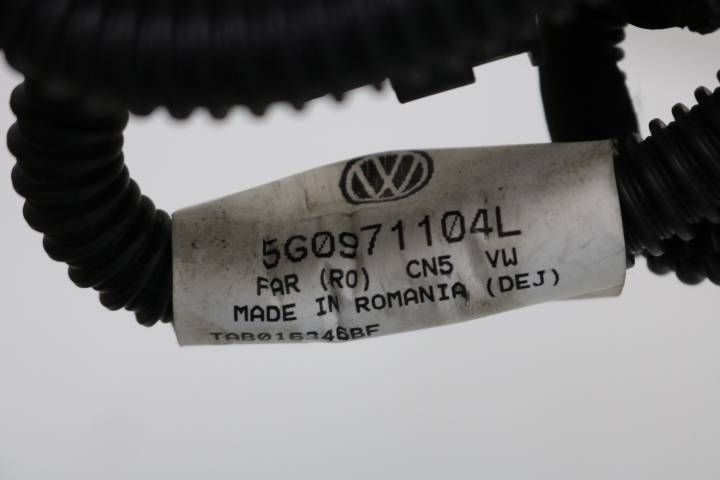 5G0971104L
FAR (RO) CN5 VW
MADE IN ROMANIA (DEJ)
TAB016346BF